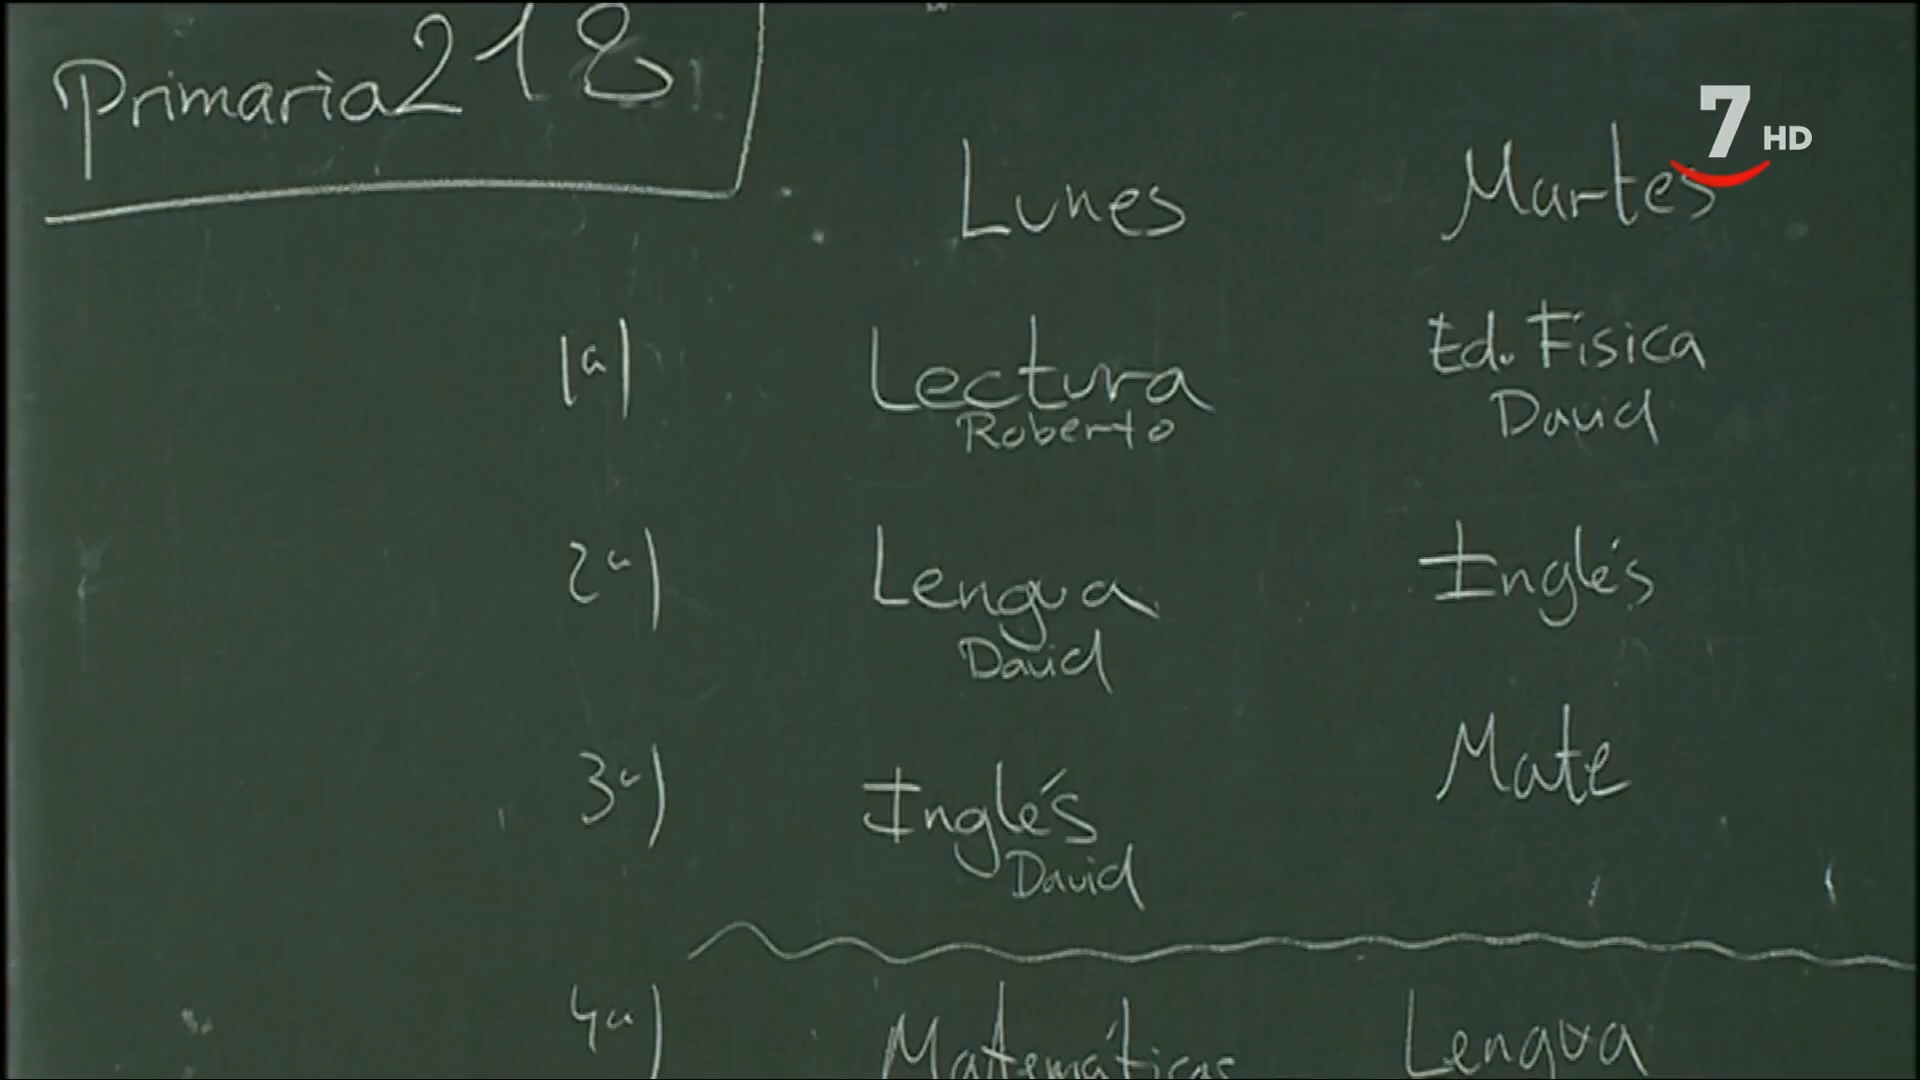 Primaria 218
7 HD
Lunes Martes
1ª) Lectura Ed. Física
Roberto David
2ª) Lengua Inglés
David
3ª) Inglés Mate
David
4ª) Matemáticas Lengua